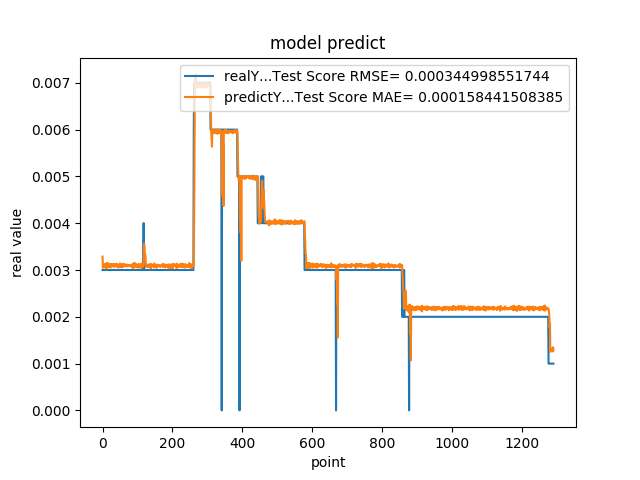 model predict
realY...Test Score RMSE= 0.000344998551744
predictY...Test Score MAE= 0.000158441508385
0.007
0.006
0.005
0.004
0.003
0.002
0.001
0.000
real value
0 200 400 600 800 1000 1200
point